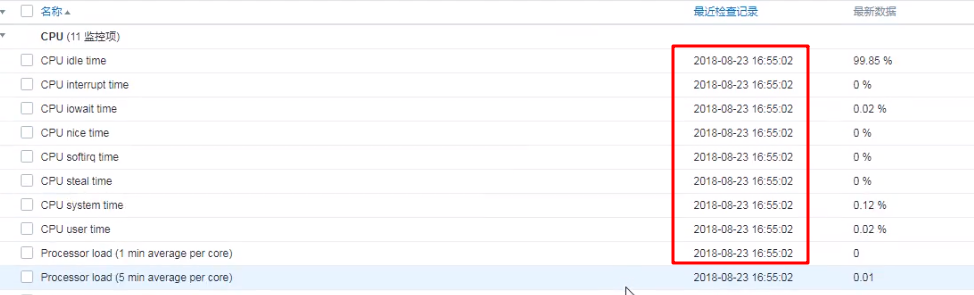 名称 最近检查记录 最新数据
CPU (11 监控项)
CPU idle time 2018-08-23 16:55:02 99.85 %
CPU interrupt time 2018-08-23 16:55:02 0 %
CPU iowait time 2018-08-23 16:55:02 0.02 %
CPU nice time 2018-08-23 16:55:02 0 %
CPU softirq time 2018-08-23 16:55:02 0 %
CPU steal time 2018-08-23 16:55:02 0 %
CPU system time 2018-08-23 16:55:02 0.12 %
CPU user time 2018-08-23 16:55:02 0.02 %
Processor load (1 min average per core) 2018-08-23 16:55:02 0
Processor load (5 min average per core) 2018-08-23 16:55:02 0.01